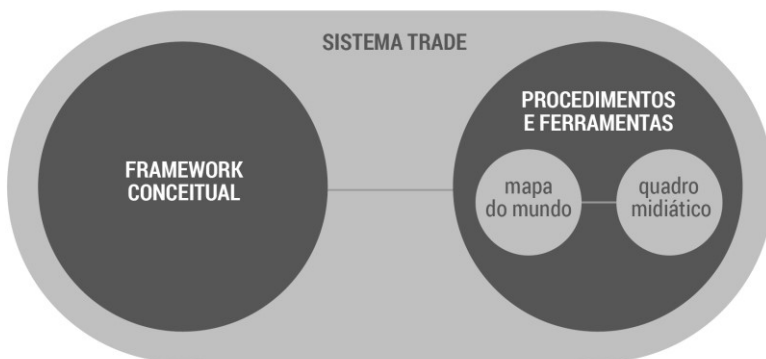 SISTEMA TRADE
FRAMEWORK
CONCEITUAL
PROCEDIMENTOS
E FERRAMENTAS
mapa
do mundo
quadro
midiático